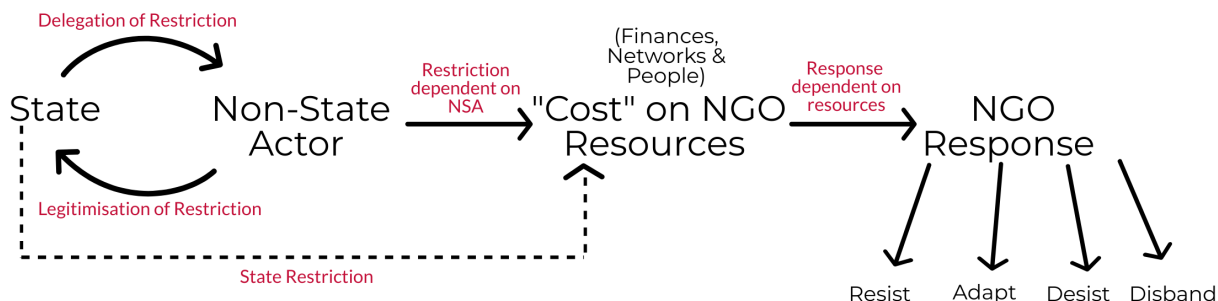 Delegation of Restriction
State
Non-State
Actor
Legitimisation of Restriction
Restriction
dependent on
NSA
(Finances,
Networks &
People)
"Cost" on NGO
Resources
Response
dependent on
resources
NGO
Response
State Restriction
Resist
Adapt
Desist
Disband